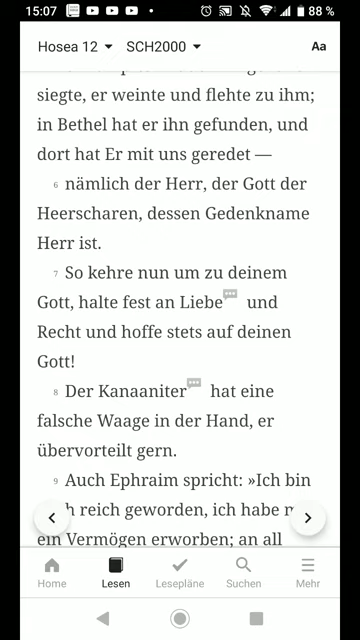 15:07
88 %
Hosea 12
SCH2000
Aa
siegte, er weinte und flehte zu ihm;
in Bethel hat er ihn gefunden, und
dort hat Er mit uns geredet —
6 nämlich der Herr, der Gott der
Heerscharen, dessen Gedenkname
Herr ist.
7 So kehre nun um zu deinem
Gott, halte fest an Liebe und
Recht und hoffe stets auf deinen
Gott!
8 Der Kanaaniter hat eine
falsche Waage in der Hand, er
übervorteilt gern.
9 Auch Ephraim spricht: »Ich bin
reich geworden, ich habe
ein Vermögen erworben; an all
Home
Lesen
Lesepläne
Suchen
Mehr